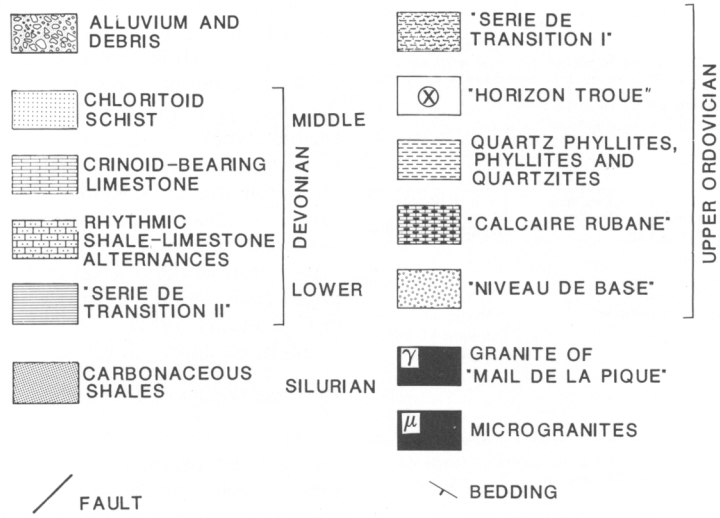 ALLUVIUM AND
DEBRIS
CHLORITOID
SCHIST
MIDDLE
CRINOID-BEARING
LIMESTONE
DEVONIAN
RHYTHMIC
SHALE-LIMESTONE
ALTERNANCES
"SERIE DE
TRANSITION II"
LOWER
CARBONACEOUS
SHALES
SILURIAN
FAULT
"SERIE DE
TRANSITION I"
"HORIZON TROUE"
QUARTZ PHYLLITES,
PHYLLITES AND
QUARTZITES
"CALCAIRE RUBANE"
"NIVEAU DE BASE"
UPPER ORDOVICIAN
γ
GRANITE OF
"MAIL DE LA PIQUE"
μ
MICROGRANITES
BEDDING